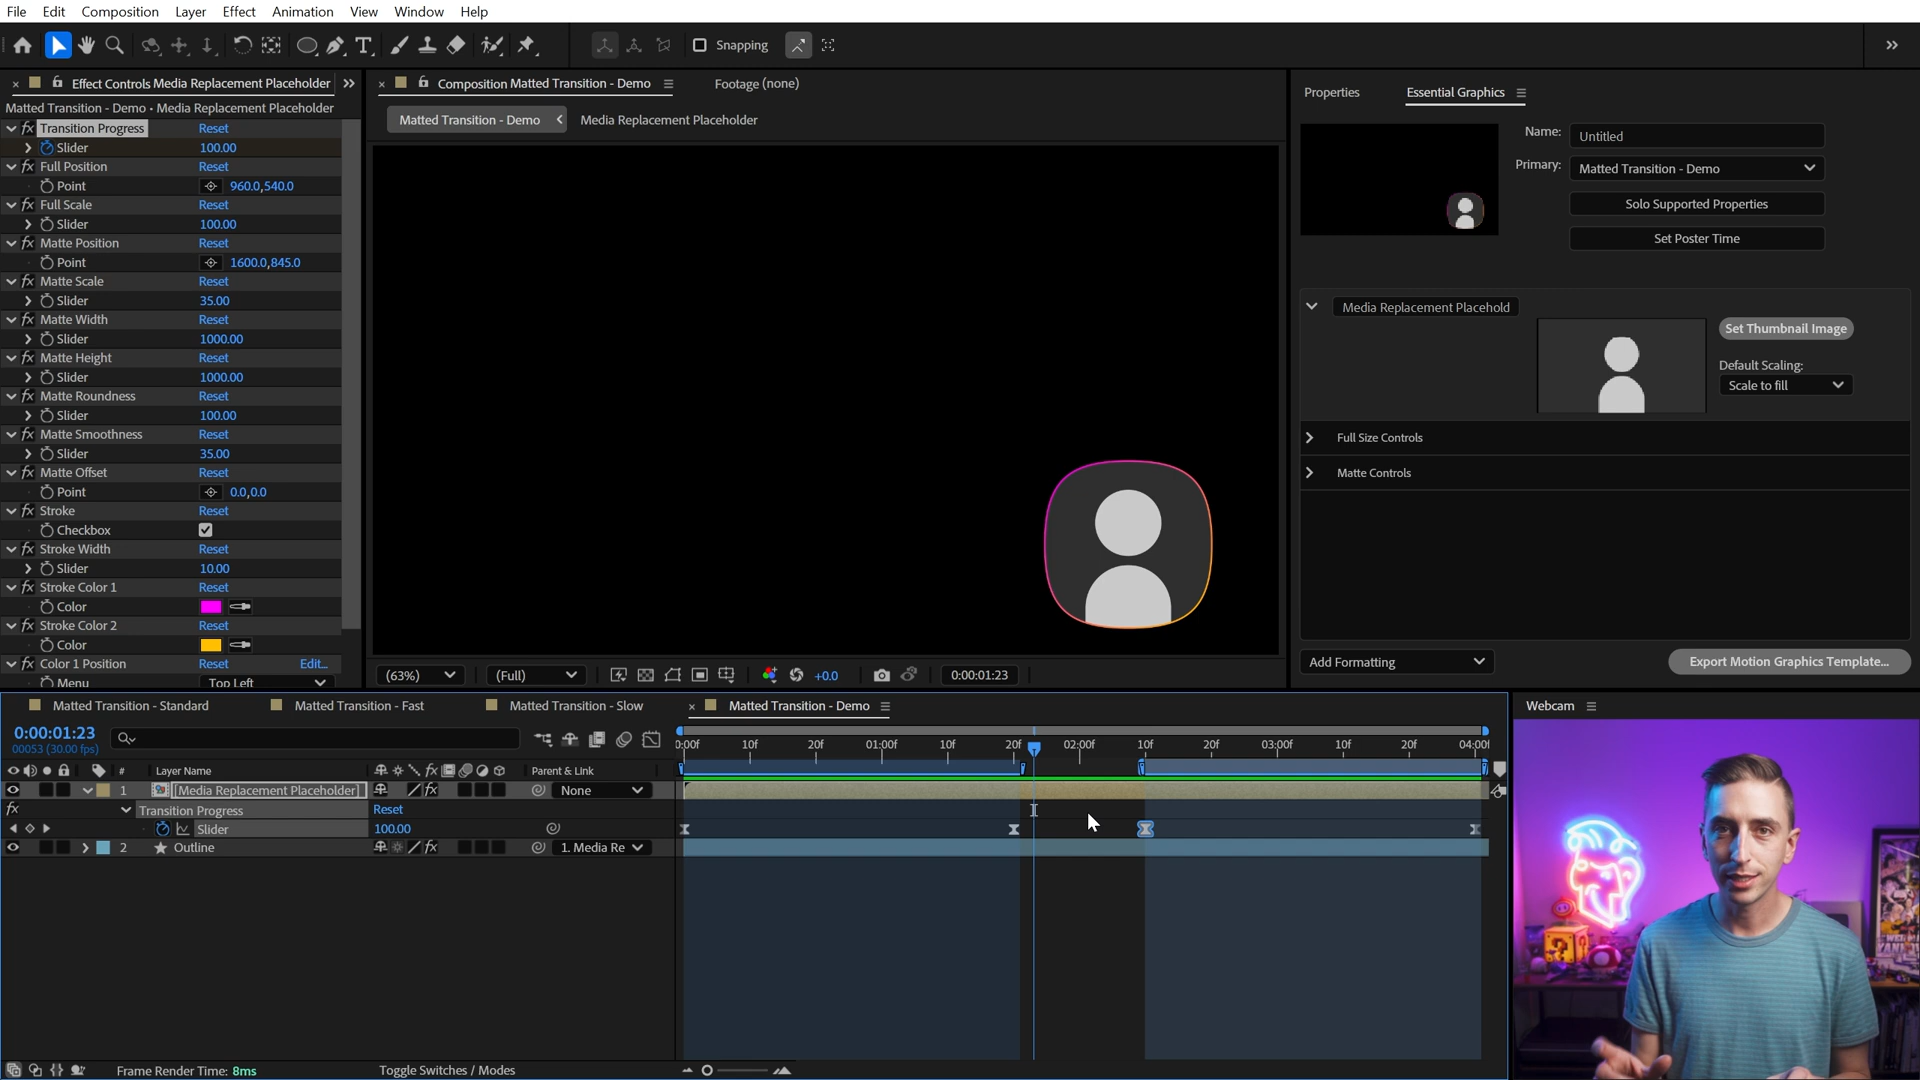 File Edit Composition Layer Effect Animation View Window Help
Snapping
Effect Controls Media Replacement Placeholder
Matted Transition - Demo • Media Replacement Placeholder
Transition Progress Reset
Slider 100.00
Full Position Reset
Point 960.0,540.0
Full Scale Reset
Slider 100.00
Matte Position Reset
Point 1600.0,845.0
Matte Scale Reset
Slider 35.00
Matte Width Reset
Slider 1000.00
Matte Height Reset
Slider 1000.00
Matte Roundness Reset
Slider 100.00
Matte Smoothness Reset
Slider 35.00
Matte Offset Reset
Point 0.0,0.0
Stroke Reset
Checkbox
Stroke Width Reset
Slider 10.00
Stroke Color 1 Reset
Color
Stroke Color 2 Reset
Color
Color 1 Position Reset Edit...
Menu Top Left
Composition Matted Transition - Demo
Footage (none)
Matted Transition - Demo
Media Replacement Placeholder
(63%) (Full) +0.0 0:00:01:23
Properties Essential Graphics
Name: Untitled
Primary: Matted Transition - Demo
Solo Supported Properties
Set Poster Time
Media Replacement Placehold
Set Thumbnail Image
Default Scaling:
Scale to fill
Full Size Controls
Matte Controls
Add Formatting
Export Motion Graphics Template...
Matted Transition - Standard
Matted Transition - Fast
Matted Transition - Slow
Matted Transition - Demo
0:00:01:23
00053 (30.00 fps)
0:00f 10f 20f 01:00f 10f 20f 02:00f 10f 20f 03:00f 10f 20f 04:00f
# Layer Name fx Parent & Link
1 [Media Replacement Placeholder] fx None
fx Transition Progress Reset
Slider 100.00
2 Outline fx 1. Media Re
Frame Render Time: 8ms
Toggle Switches / Modes
Webcam